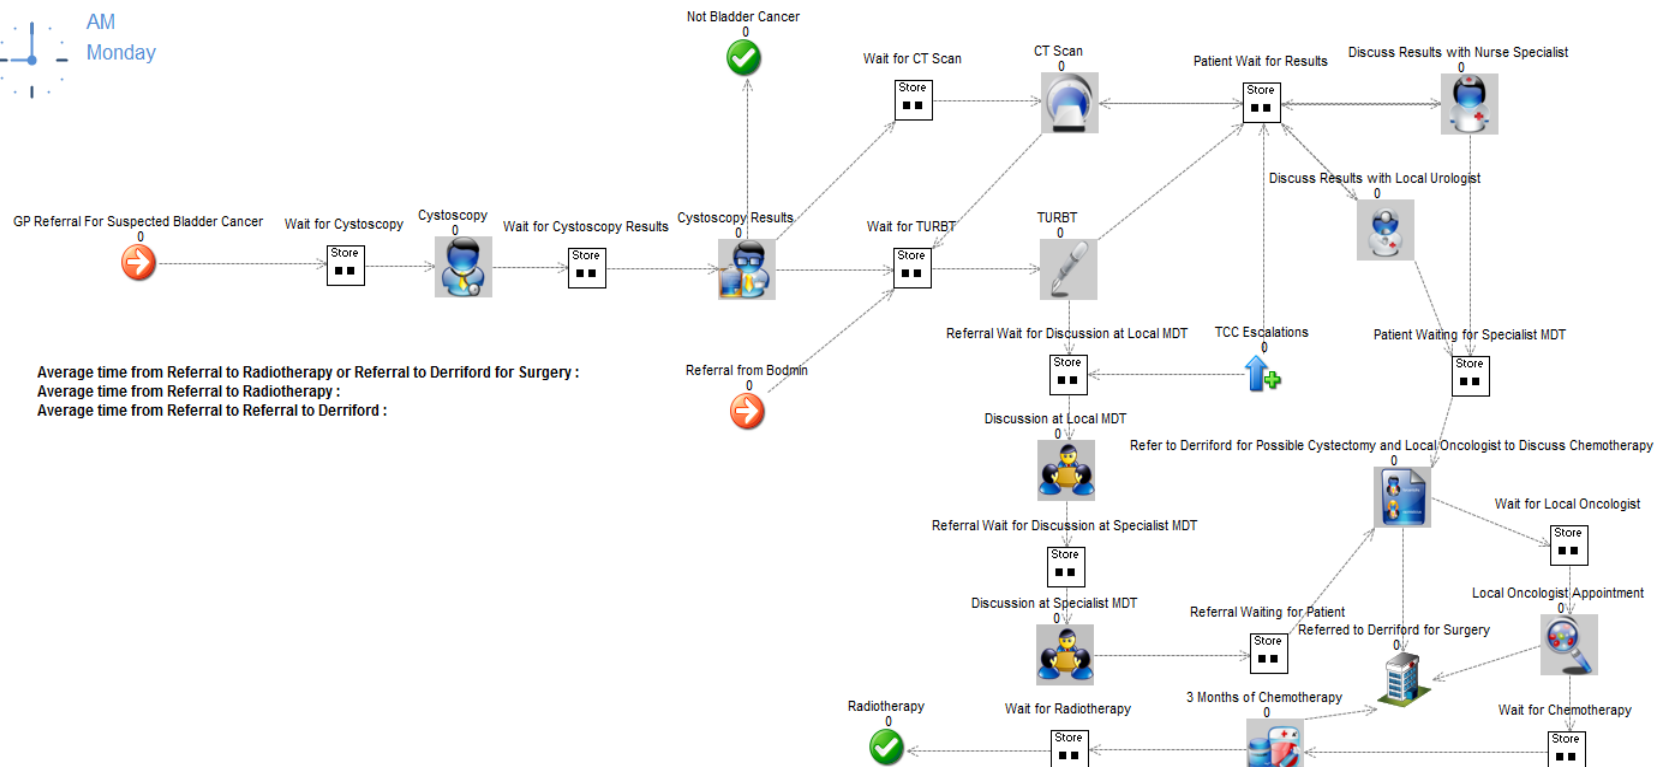 AM
Monday
Not Bladder Cancer
0
Wait for CT Scan
Store
CT Scan
0
Patient Wait for Results
Store
Discuss Results with Nurse Specialist
0
Discuss Results with Local Urologist
0
GP Referral For Suspected Bladder Cancer
0
Wait for Cystoscopy
Store
Cystoscopy
0
Wait for Cystoscopy Results
Store
Cystoscopy Results
0
Wait for TURBT
Store
TURBT
0
Referral Wait for Discussion at Local MDT
Store
TCC Escalations
0
Patient Waiting for Specialist MDT
Store
Average time from Referral to Radiotherapy or Referral to Derriford for Surgery :
Average time from Referral to Radiotherapy :
Average time from Referral to Referral to Derriford :
Referral from Bodmin
0
Discussion at Local MDT
0
Refer to Derriford for Possible Cystectomy and Local Oncologist to Discuss Chemotherapy
0
Wait for Local Oncologist
Store
Referral Wait for Discussion at Specialist MDT
Store
Discussion at Specialist MDT
0
Referral Waiting for Patient
Store
Local Oncologist Appointment
0
Referred to Derriford for Surgery
0
Radiotherapy
0
Wait for Radiotherapy
Store
3 Months of Chemotherapy
0
Wait for Chemotherapy
Store